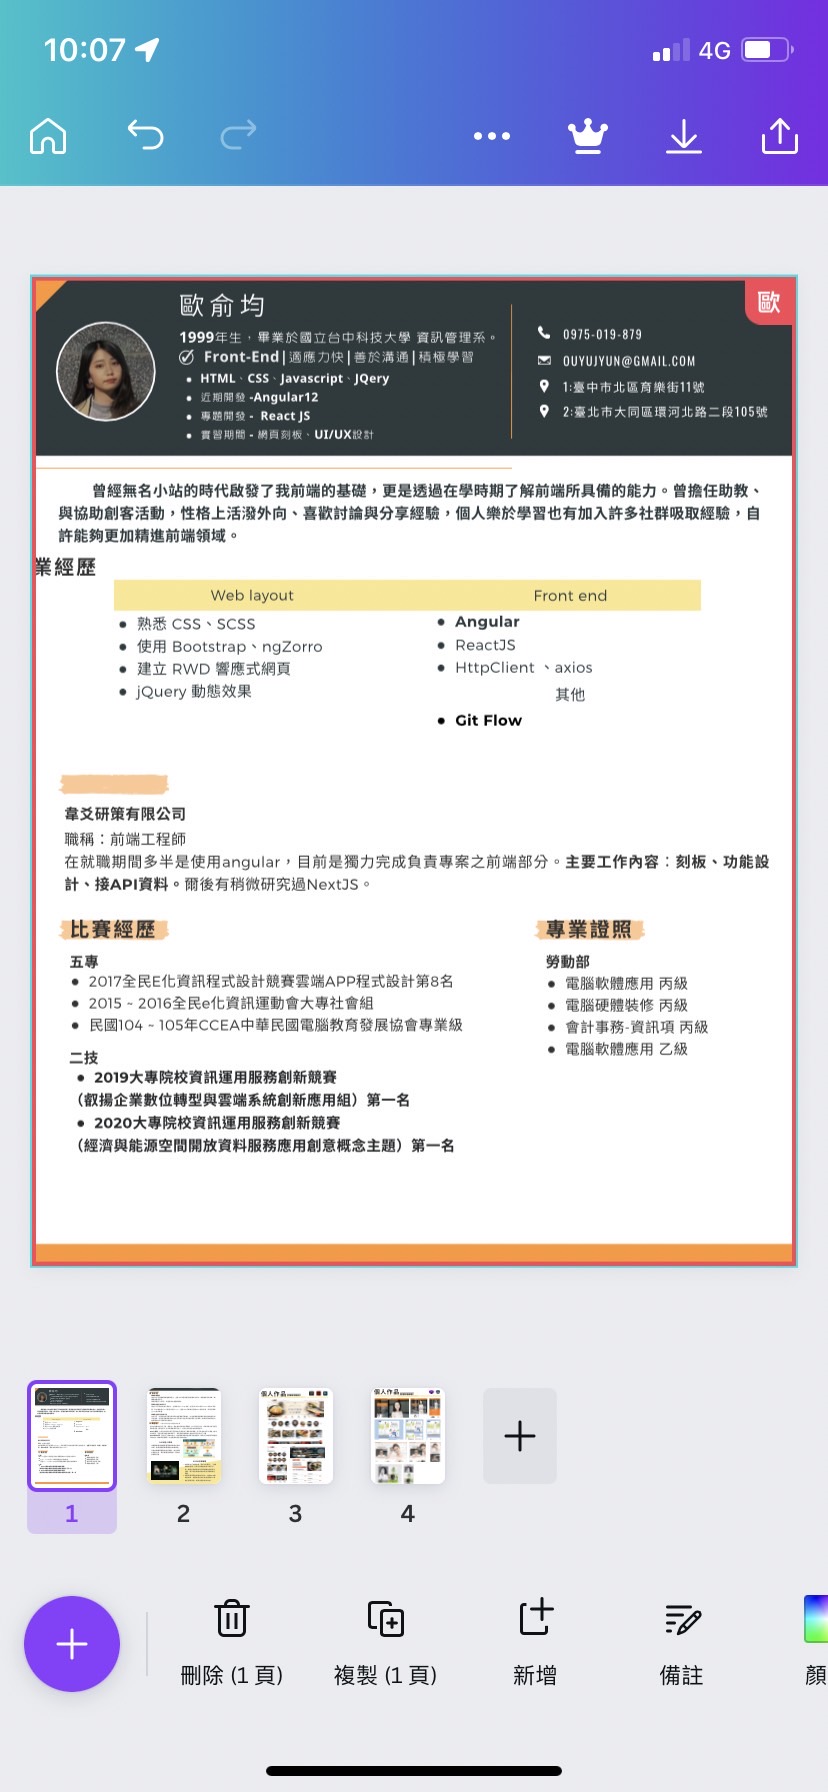 10:07
4G
歐俞均
歐
1999年生，畢業於國立台中科技大學 資訊管理系。
Front-End|適應力快|善於溝通|積極學習
HTML、CSS、Javascript、JQery
近期開發 -Angular12
專題開發 - React JS
實習期間 - 網頁刻板、UI/UX設計
0975-019-879
OUYUJYUN@GMAIL.COM
1:臺中市北區育樂街11號
2:臺北市大同區環河北路二段105號
曾經無名小站的時代啟發了我前端的基礎，更是透過在學時期了解前端所具備的能力。曾擔任助教、
與協助創客活動，性格上活潑外向、喜歡討論與分享經驗，個人樂於學習也有加入許多社群吸取經驗，自
許能夠更加精進前端領域。
業經歷
Web layout
Front end
熟悉 CSS、SCSS
使用 Bootstrap、ngZorro
建立 RWD 響應式網頁
jQuery 動態效果
Angular
ReactJS
HttpClient 、axios
其他
Git Flow
韋爻研策有限公司
職稱：前端工程師
在就職期間多半是使用angular，目前是獨力完成負責專案之前端部分。主要工作內容：刻板、功能設
計、接API資料。爾後有稍微研究過NextJS。
比賽經歷
五專
2017全民E化資訊程式設計競賽雲端APP程式設計第8名
2015 ~ 2016全民e化資訊運動會大專社會組
民國104 ~ 105年CCEA中華民國電腦教育發展協會專業級
二技
2019大專院校資訊運用服務創新競賽
（叡揚企業數位轉型與雲端系統創新應用組）第一名
2020大專院校資訊運用服務創新競賽
（經濟與能源空間開放資料服務應用創意概念主題）第一名
專業證照
勞動部
電腦軟體應用 丙級
電腦硬體裝修 丙級
會計事務-資訊項 丙級
電腦軟體應用 乙級
個人作品
個人作品
1
2
3
4
刪除 (1 頁)
複製 (1 頁)
新增
備註
顏